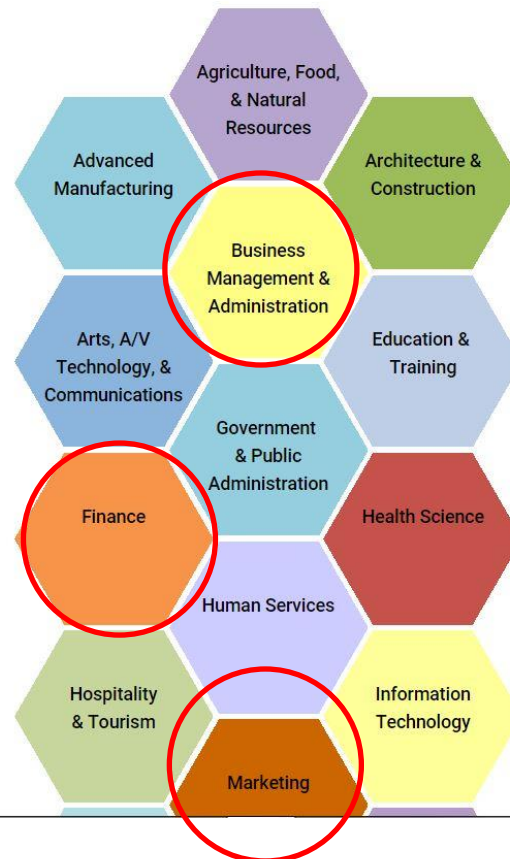 Agriculture, Food,
& Natural
Resources
Advanced
Manufacturing
Architecture &
Construction
Business
Management &
Administration
Arts, A/V
Technology, &
Communications
Education &
Training
Government
& Public
Administration
Finance
Health Science
Human Services
Hospitality
& Tourism
Information
Technology
Marketing